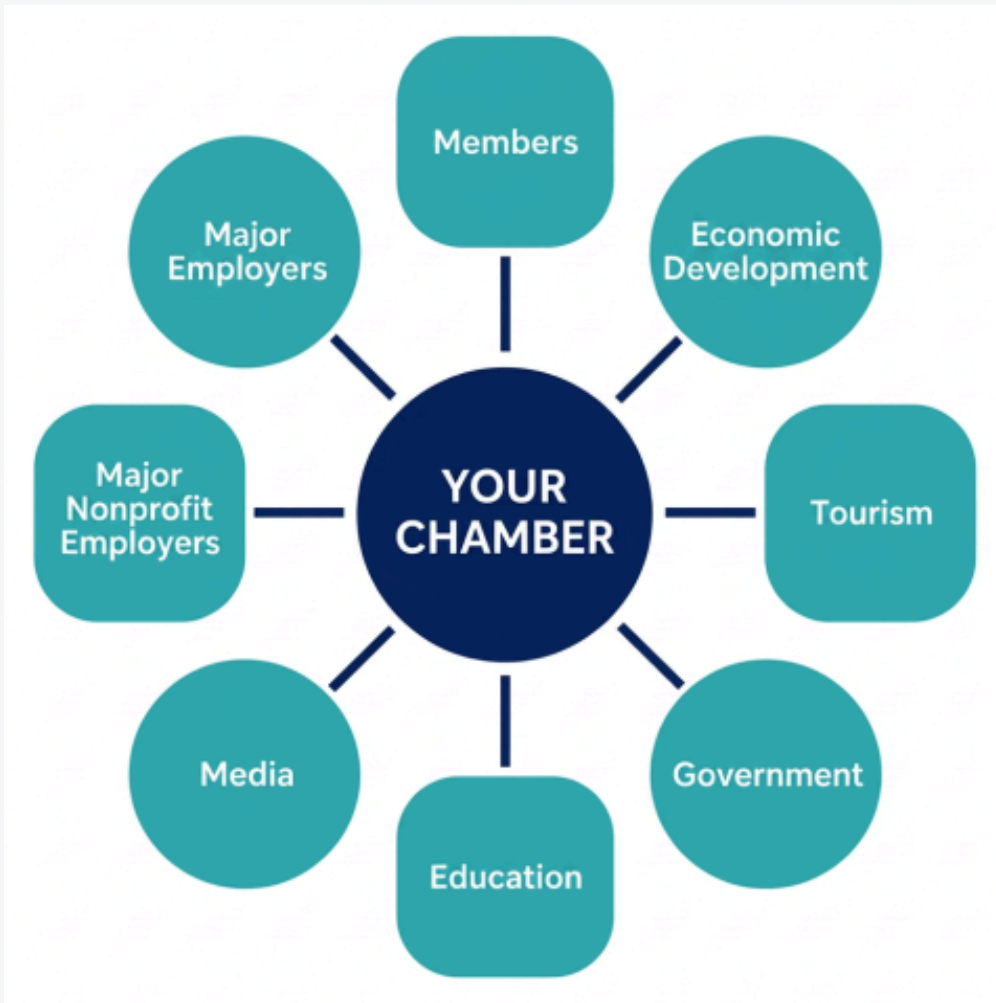 Members
Major
Employers
Economic
Development
Major
Nonprofit
Employers
YOUR
CHAMBER
Tourism
Media
Government
Education